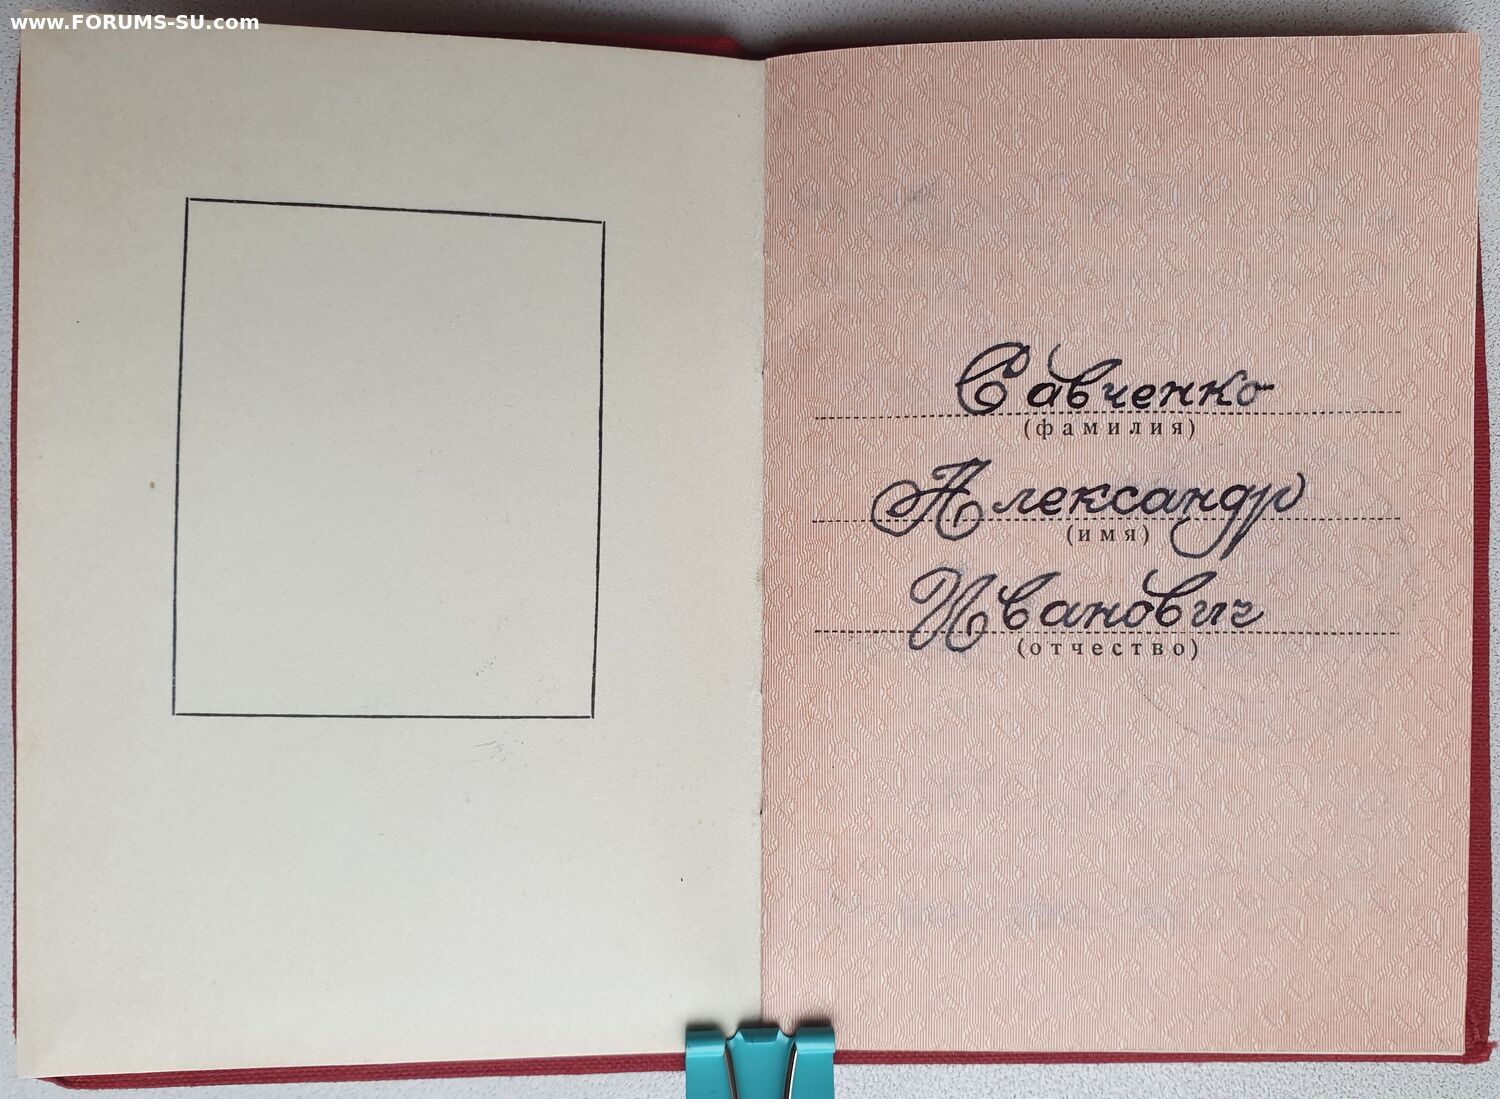 www.FORUMS-SU.com
Савченко
(фамилия)
Александр
(имя)
Иванович
(отчество)